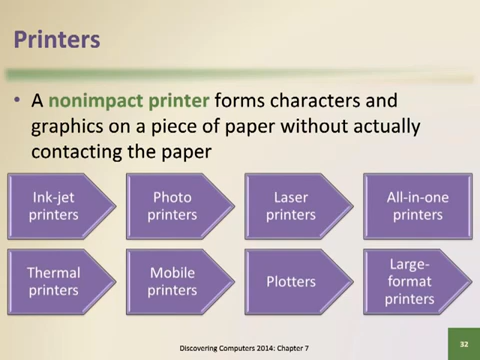 Printers
• A nonimpact printer forms characters and
graphics on a piece of paper without actually
contacting the paper
Ink-jet
printers
Photo
printers
Laser
printers
All-in-one
printers
Thermal
printers
Mobile
printers
Plotters
Large-
format
printers
Discovering Computers 2014: Chapter 7
32